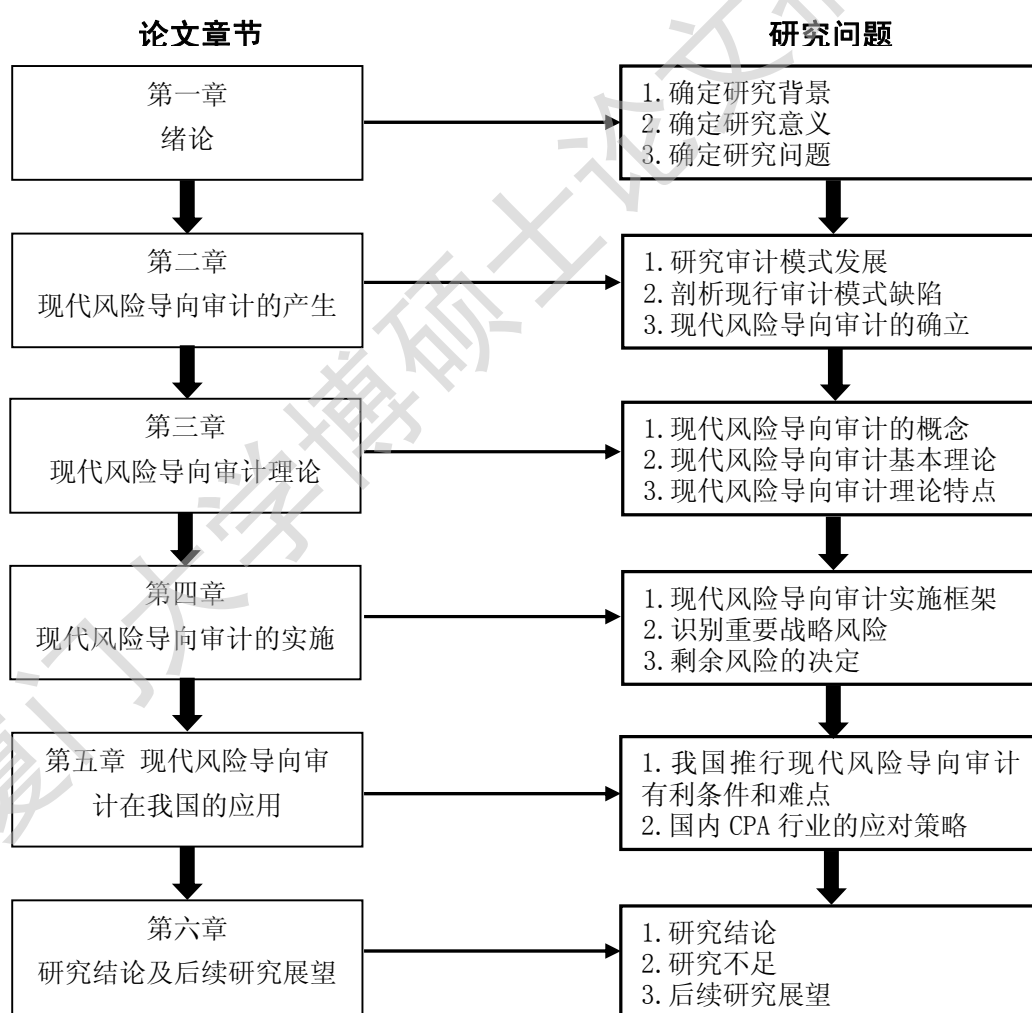 论文章节
研究问题
第一章
绪论
1.确定研究背景
2.确定研究意义
3.确定研究问题
第二章
现代风险导向审计的产生
1.研究审计模式发展
2.剖析现行审计模式缺陷
3.现代风险导向审计的确立
第三章
现代风险导向审计理论
1.现代风险导向审计的概念
2.现代风险导向审计基本理论
3.现代风险导向审计理论特点
第四章
现代风险导向审计的实施
1.现代风险导向审计实施框架
2.识别重要战略风险
3.剩余风险的决定
第五章 现代风险导向审
计在我国的应用
1.我国推行现代风险导向审计
有利条件和难点
2.国内 CPA 行业的应对策略
第六章
研究结论及后续研究展望
1.研究结论
2.研究不足
3.后续研究展望
厦门大学博硕士论文